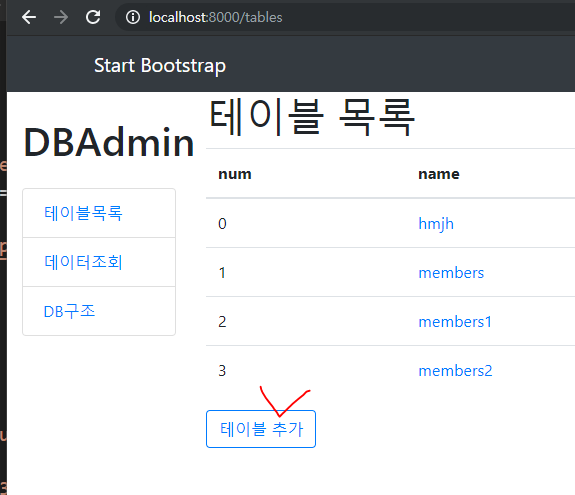 localhost:8000/tables
Start Bootstrap
DBAdmin
테이블목록
데이터조회
DB구조
테이블 목록
num name
0 hmjh
1 members
2 members1
3 members2
테이블 추가